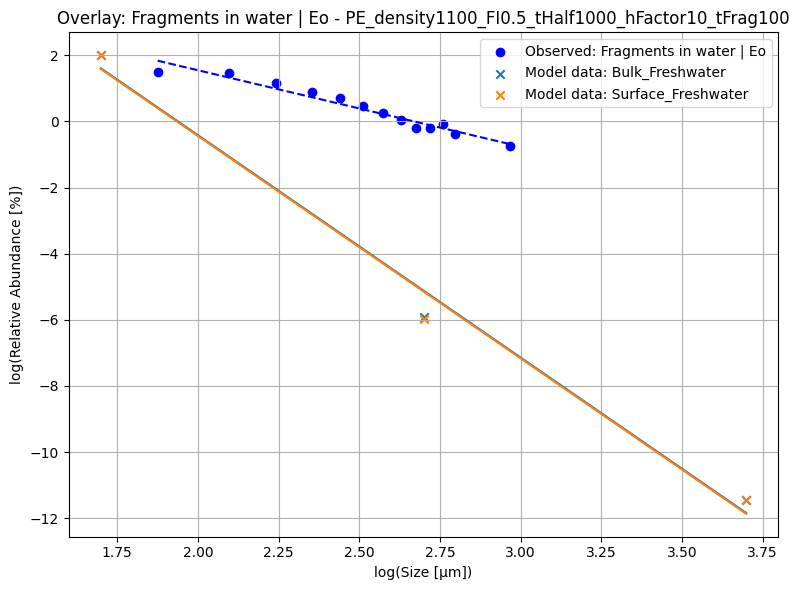 Overlay: Fragments in water | Eo - PE_density1100_FI0.5_tHalf1000_hFactor10_tFrag100
Observed: Fragments in water | Eo
Model data: Bulk_Freshwater
Model data: Surface_Freshwater
log(Relative Abundance [%])
2
0
−2
−4
−6
−8
−10
−12
1.75
2.00
2.25
2.50
2.75
3.00
3.25
3.50
3.75
log(Size [μm])